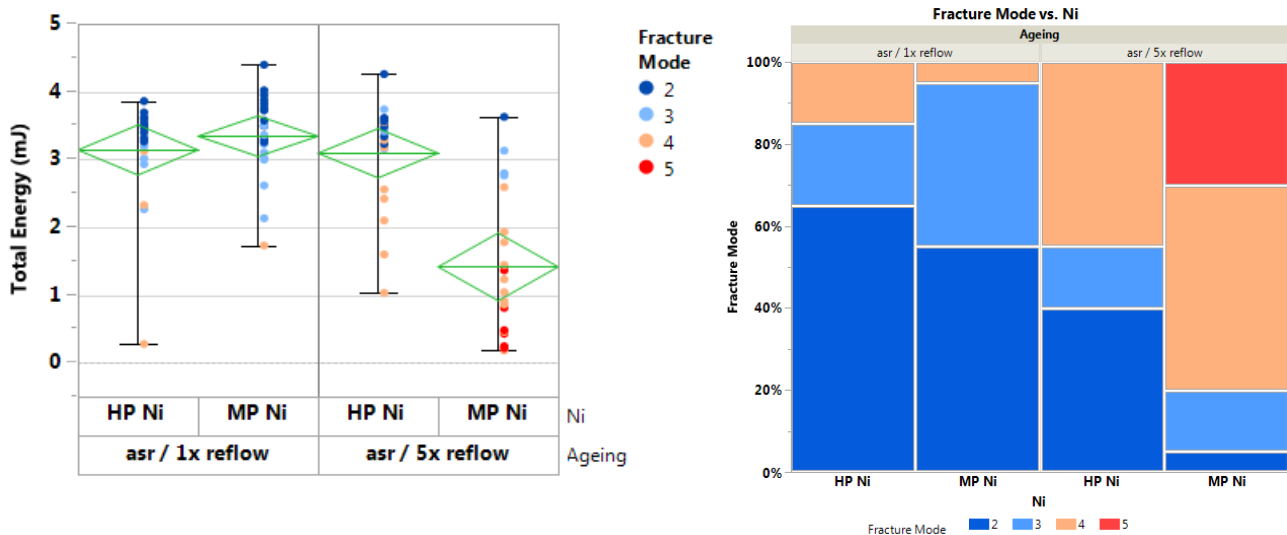 Total Energy (mJ)
5
4
3
2
1
0
HP Ni MP Ni HP Ni MP Ni Ni
asr / 1x reflow asr / 5x reflow Ageing
Fracture
Mode
2
3
4
5
Fracture Mode vs. Ni
Ageing
asr / 1x reflow asr / 5x reflow
Fracture Mode
100%
80%
60%
40%
20%
0%
HP Ni MP Ni HP Ni MP Ni
Ni
Fracture Mode 2 3 4 5